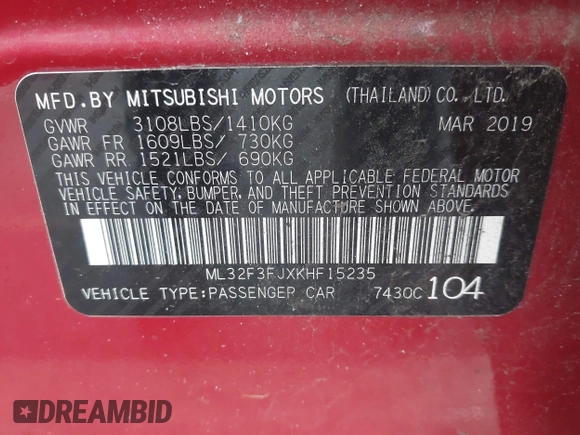 MFD.BY MITSUBISHI MOTORS (THAILAND)CO.,LTD.
GVWR 3108LBS/1410KG MAR 2019
GAWR FR 1609LBS/ 730KG
GAWR RR 1521LBS/ 690KG
THIS VEHICLE CONFORMS TO ALL APPLICABLE FEDERAL MOTOR
VEHICLE SAFETY,BUMPER,AND THEFT PREVENTION STANDARDS
IN EFFECT ON THE DATE OF MANUFACTURE SHOWN ABOVE.
ML32F3FJXKHF15235
VEHICLE TYPE:PASSENGER CAR 7430C104
DREAMBID